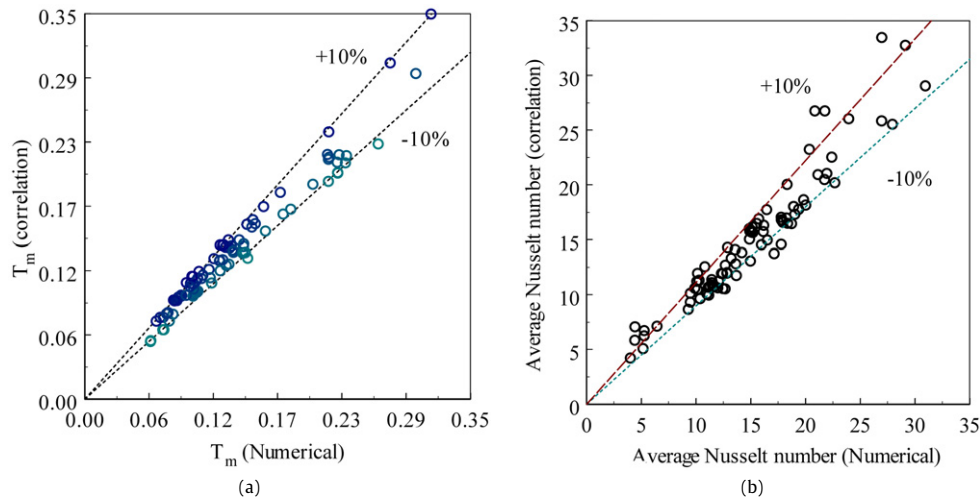 0.35
0.29
0.23
0.17
0.12
0.06
0.00
T_m (correlation)
+10%
-10%
0.00 0.06 0.12 0.17 0.23 0.29 0.35
T_m (Numerical)
(a)
35
30
25
20
15
10
5
0
Average Nusselt number (correlation)
+10%
-10%
0 5 10 15 20 25 30 35
Average Nusselt number (Numerical)
(b)